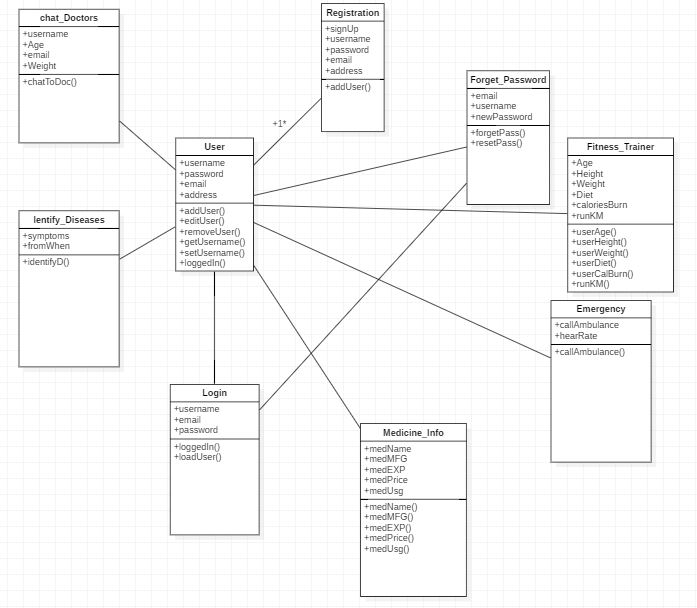 chat_Doctors
+username
+Age
+email
+Weight
+chatToDoc()
Registration
+signUp
+username
+password
+email
+address
+addUser()
+1*
Forget_Password
+email
+username
+newPassword
+forgetPass()
+resetPass()
User
+username
+password
+email
+address
+addUser()
+editUser()
+removeUser()
+getUsername()
+setUsername()
+loggedIn()
Fitness_Trainer
+Age
+Height
+Weight
+Diet
+caloriesBurn
+runKM
+userAge()
+userHeight()
+userWeight()
+userDiet()
+userCalBurn()
+runKM()
Ientify_Diseases
+symptoms
+fromWhen
+identifyD()
Emergency
+callAmbulance
+hearRate
+callAmbulance()
Login
+username
+email
+password
+loggedIn()
+loadUser()
Medicine_Info
+medName
+medMFG
+medEXP
+medPrice
+medUsg
+medName()
+medMFG()
+medEXP()
+medPrice()
+medUsg()